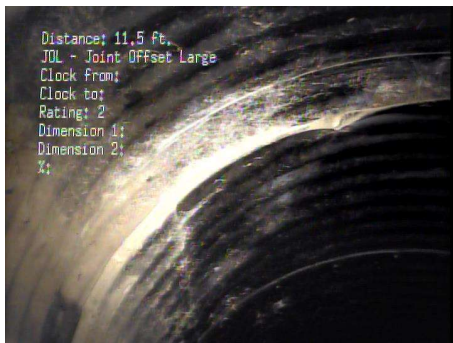 Distance: 11.5 ft.
JOL - Joint Offset Large
Clock from:
Clock to:
Rating: 2
Dimension 1:
Dimension 2:
%: